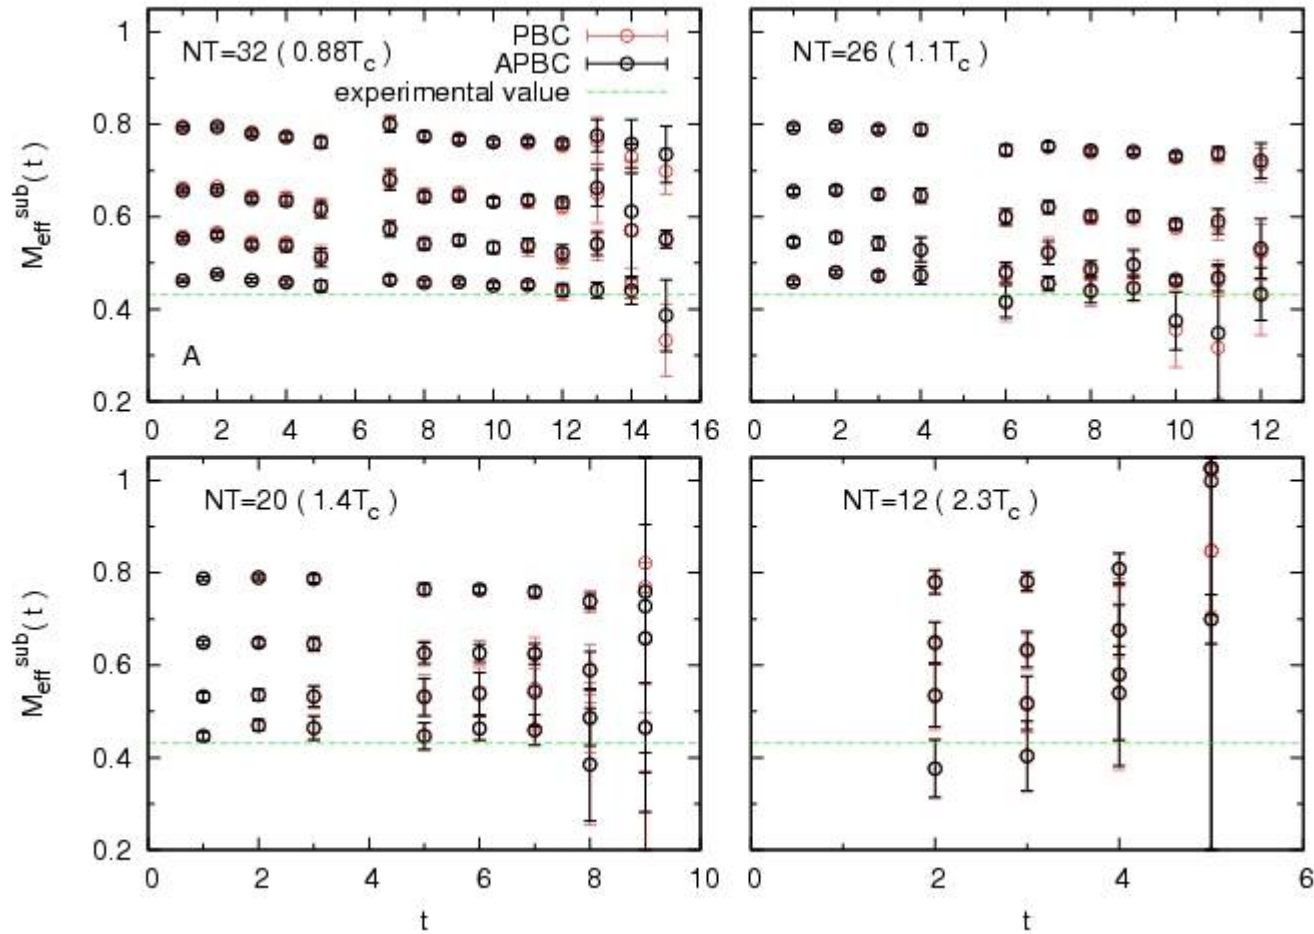 NT=32 ( 0.88T_c )
PBC
APBC
experimental value
M_eff^sub ( t )
1
0.8
0.6
0.4
0.2
A
0 2 4 6 8 10 12 14 16
NT=26 ( 1.1T_c )
0 2 4 6 8 10 12
NT=20 ( 1.4T_c )
M_eff^sub ( t )
1
0.8
0.6
0.4
0.2
0 2 4 6 8 10
t
NT=12 ( 2.3T_c )
0 2 4 6
t